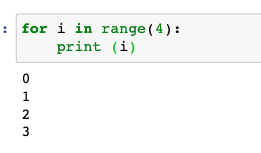 : for i in range(4):
    print (i)
0
1
2
3